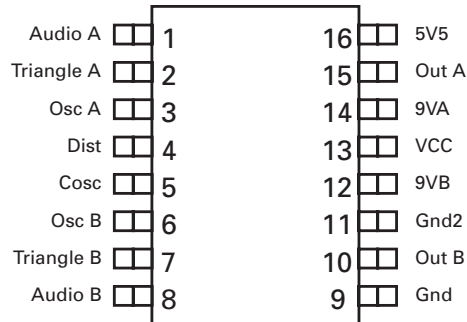 Audio A 1 16 5V5
Triangle A 2 15 Out A
Osc A 3 14 9VA
Dist 4 13 VCC
Cosc 5 12 9VB
Osc B 6 11 Gnd2
Triangle B 7 10 Out B
Audio B 8 9 Gnd